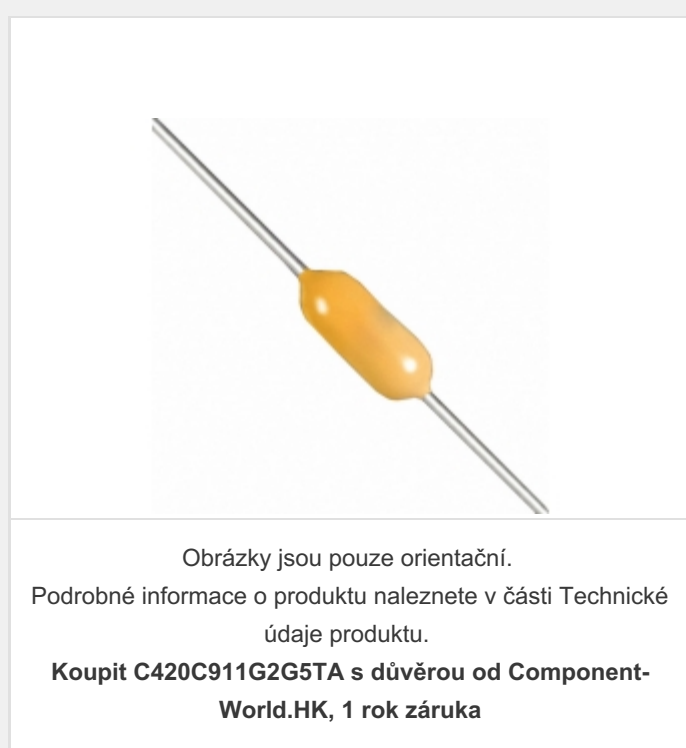 Obrázky jsou pouze orientační.
Podrobné informace o produktu naleznete v části Technické
údaje produktu.
Koupit C420C911G2G5TA s důvěrou od Component-
World.HK, 1 rok záruka